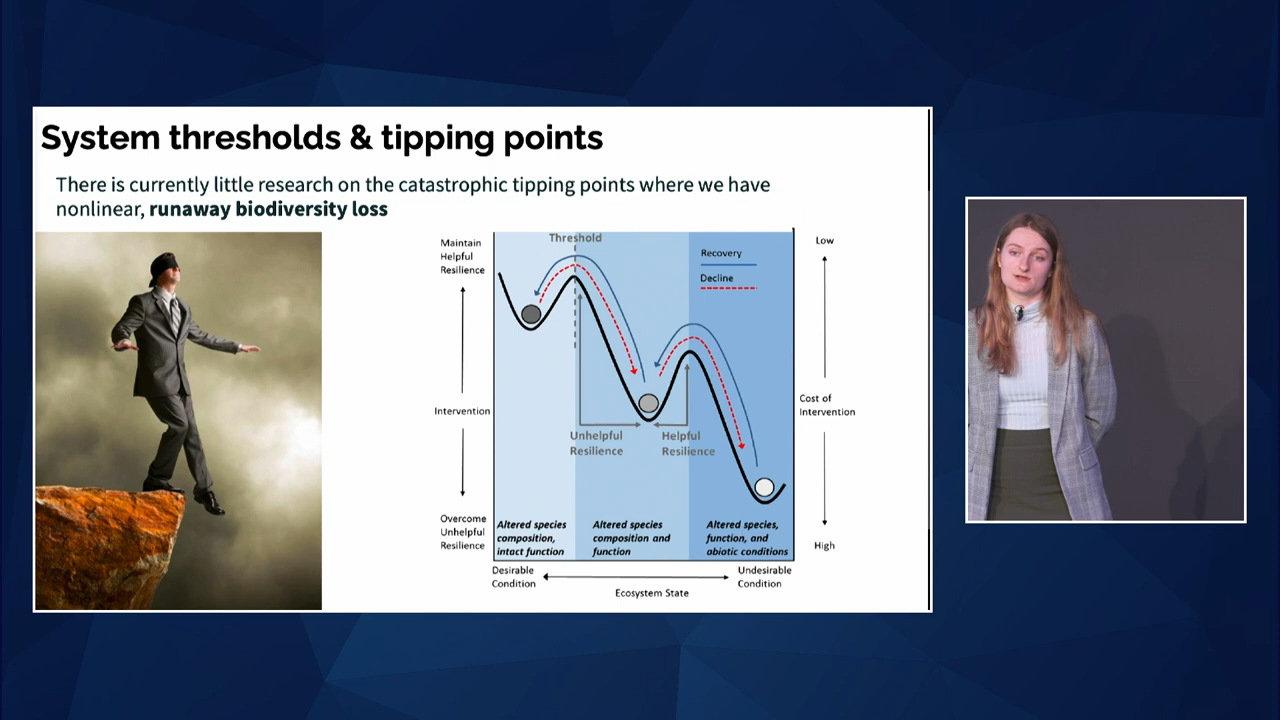 System thresholds & tipping points
There is currently little research on the catastrophic tipping points where we have
nonlinear, runaway biodiversity loss
Maintain
Helpful
Resilience
Intervention
Overcome
Unhelpful
Resilience
Threshold
Recovery
Decline
Unhelpful
Resilience
Helpful
Resilience
Altered species
composition,
intact function
Altered species
composition and
function
Altered species,
function, and
abiotic conditions
Low
Cost of
Intervention
High
Desirable
Condition
Undesirable
Condition
Ecosystem State